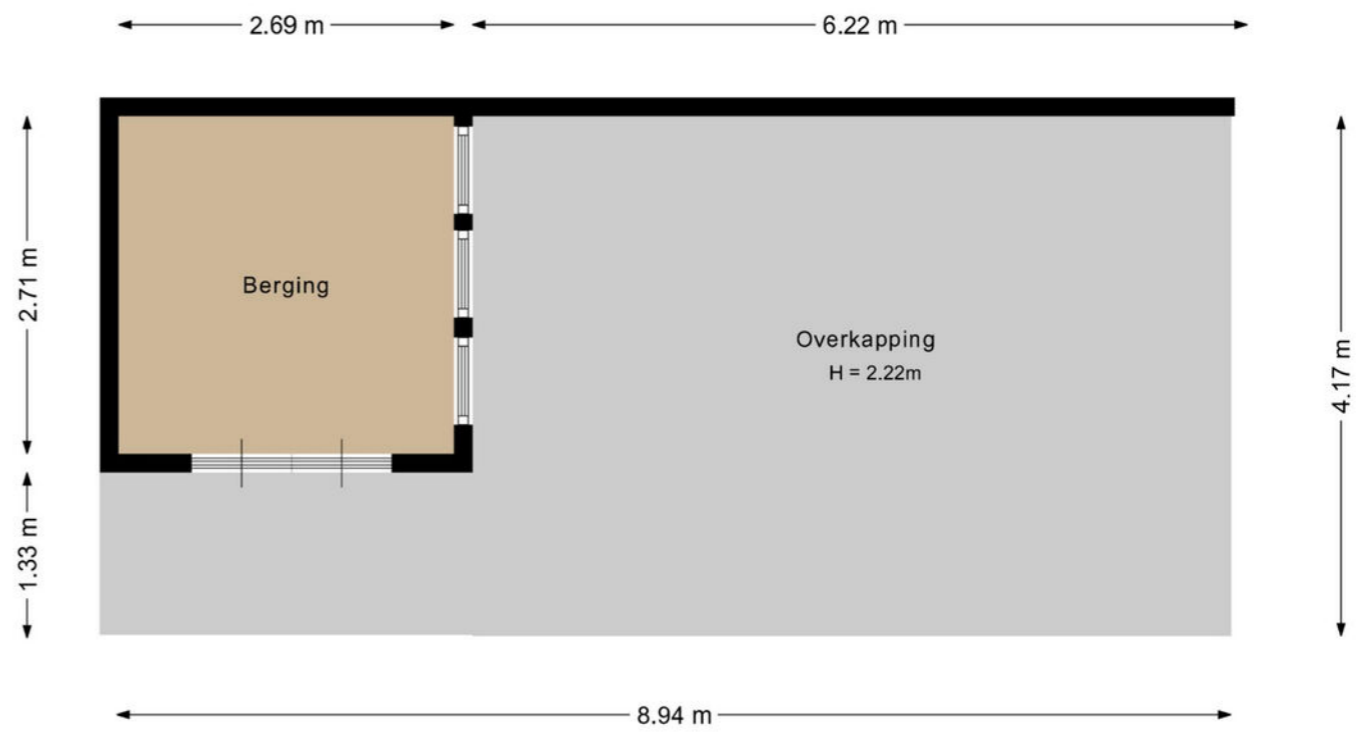 2.69 m
6.22 m
2.71 m
Berging
Overkapping
H = 2.22m
4.17 m
1.33 m
8.94 m